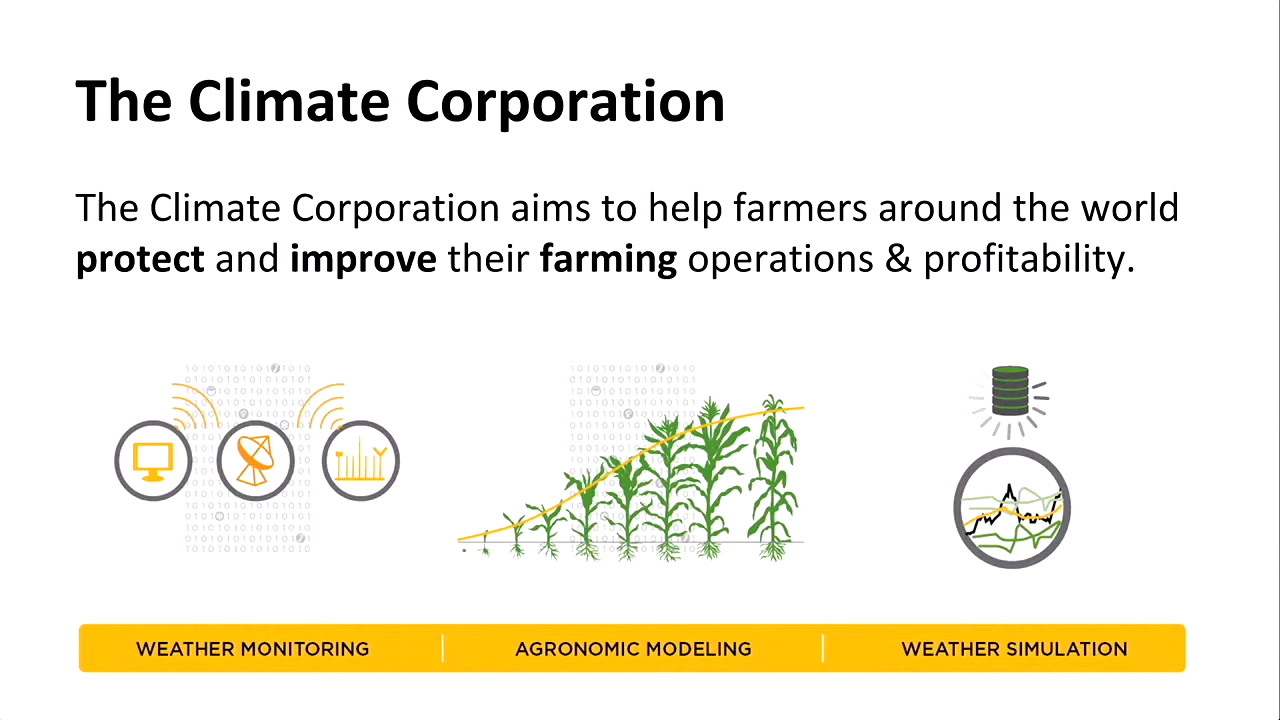 The Climate Corporation
The Climate Corporation aims to help farmers around the world
protect and improve their farming operations & profitability.
WEATHER MONITORING
AGRONOMIC MODELING
WEATHER SIMULATION